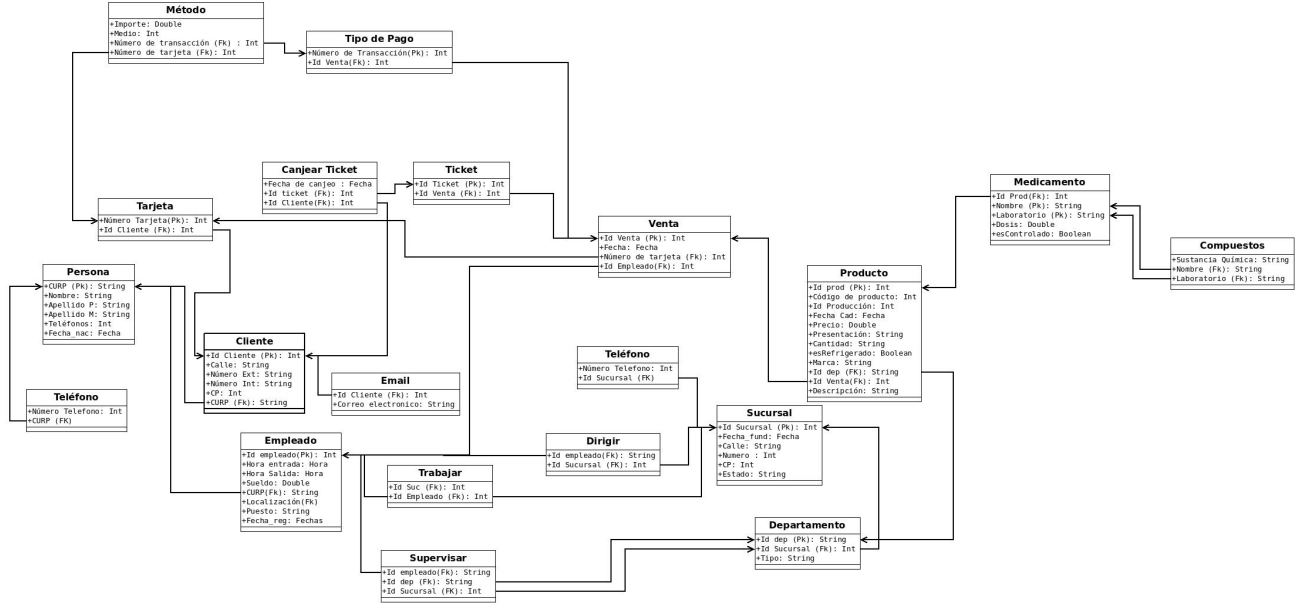 Método
+Importe: Double
+Medio: Int
+Número de transacción (Fk) : Int
+Número de tarjeta (Fk): Int
Tipo de Pago
+Número de Transacción(Pk): Int
+Id Venta(Fk): Int
Canjear Ticket
+Fecha de canjeo : Fecha
+Id ticket (Fk): Int
+Id Cliente(Fk): Int
Ticket
+Id Ticket (Pk): Int
+Id Venta (Fk): Int
Medicamento
+Id Prod(Fk): Int
+Nombre (Pk): String
+Laboratorio (Pk): String
+Dosis: Double
+esControlado: Boolean
Tarjeta
+Número Tarjeta(Pk): Int
+Id Cliente (Fk): Int
Venta
+Id Venta (Pk): Int
+Fecha: Fecha
+Número de tarjeta (Fk): Int
+Id Empleado(Fk): Int
Compuestos
+Sustancia Química: String
+Nombre (Fk): String
+Laboratorio (Fk): String
Persona
+CURP (Pk): String
+Nombre: String
+Apellido P: String
+Apellido M: String
+Teléfonos: Int
+Fecha_nac: Fecha
Producto
+Id prod (Pk): Int
+Código de producto: Int
+Id Producción: Int
+Fecha Cad: Fecha
+Precio: Double
+Presentación: String
+Cantidad: String
+esRefrigerado: Boolean
+Marca: String
+Id dep (FK): String
+Id Venta(Fk): Int
+Descripción: String
Cliente
+Id Cliente (Pk): Int
+Calle: String
+Número Ext: String
+Número Int: String
+CP: Int
+CURP (Fk): String
Teléfono
+Número Telefono: Int
+Id Sucursal (FK)
Email
+Id Cliente (Fk): Int
+Correo electronico: String
Teléfono
+Número Telefono: Int
+CURP (FK)
Sucursal
+Id Sucursal (Pk): Int
+Fecha_fund: Fecha
+Calle: String
+Numero : Int
+CP: Int
+Estado: String
Empleado
+Id empleado(Pk): Int
+Hora entrada: Hora
+Hora Salida: Hora
+Sueldo: Double
+CURP(Fk): String
+Localización(Fk)
+Puesto: String
+Fecha_reg: Fechas
Dirigir
+Id empleado(Fk): String
+Id Sucursal (Fk): Int
Trabajar
+Id Suc (Fk): Int
+Id Empleado (Fk): Int
Departamento
+Id dep (Pk): String
+Id Sucursal (Fk): Int
+Tipo: String
Supervisar
+Id empleado(Fk): String
+Id dep (Fk): String
+Id Sucursal (Fk): Int